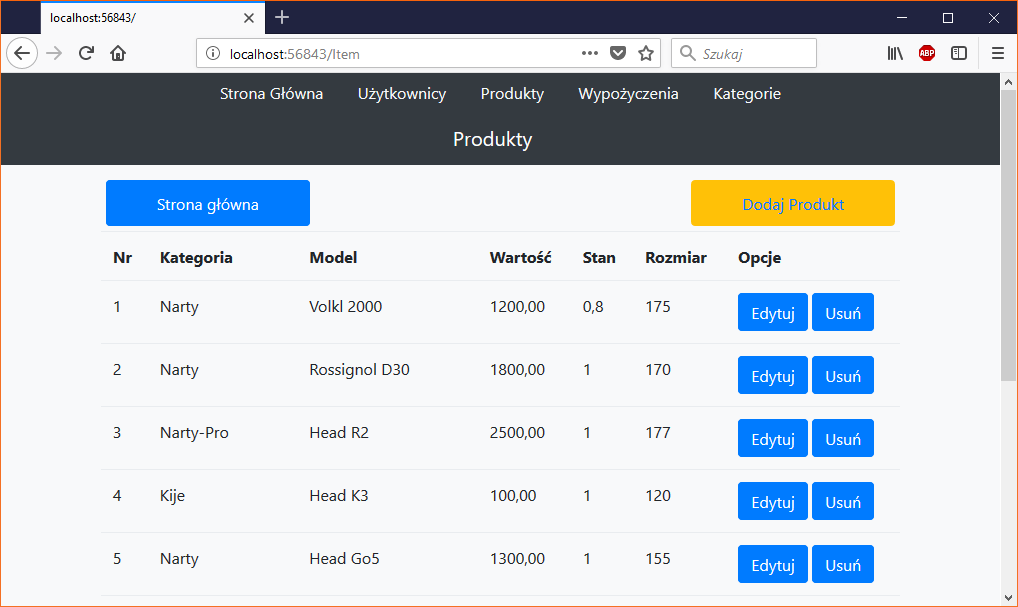 localhost:56843/
localhost:56843/Item
Szukaj
ABP
Strona Główna Użytkownicy Produkty Wypożyczenia Kategorie
Produkty
Strona główna Dodaj Produkt
Nr Kategoria Model Wartość Stan Rozmiar Opcje
1 Narty Volkl 2000 1200,00 0,8 175 Edytuj Usuń
2 Narty Rossignol D30 1800,00 1 170 Edytuj Usuń
3 Narty-Pro Head R2 2500,00 1 177 Edytuj Usuń
4 Kije Head K3 100,00 1 120 Edytuj Usuń
5 Narty Head Go5 1300,00 1 155 Edytuj Usuń